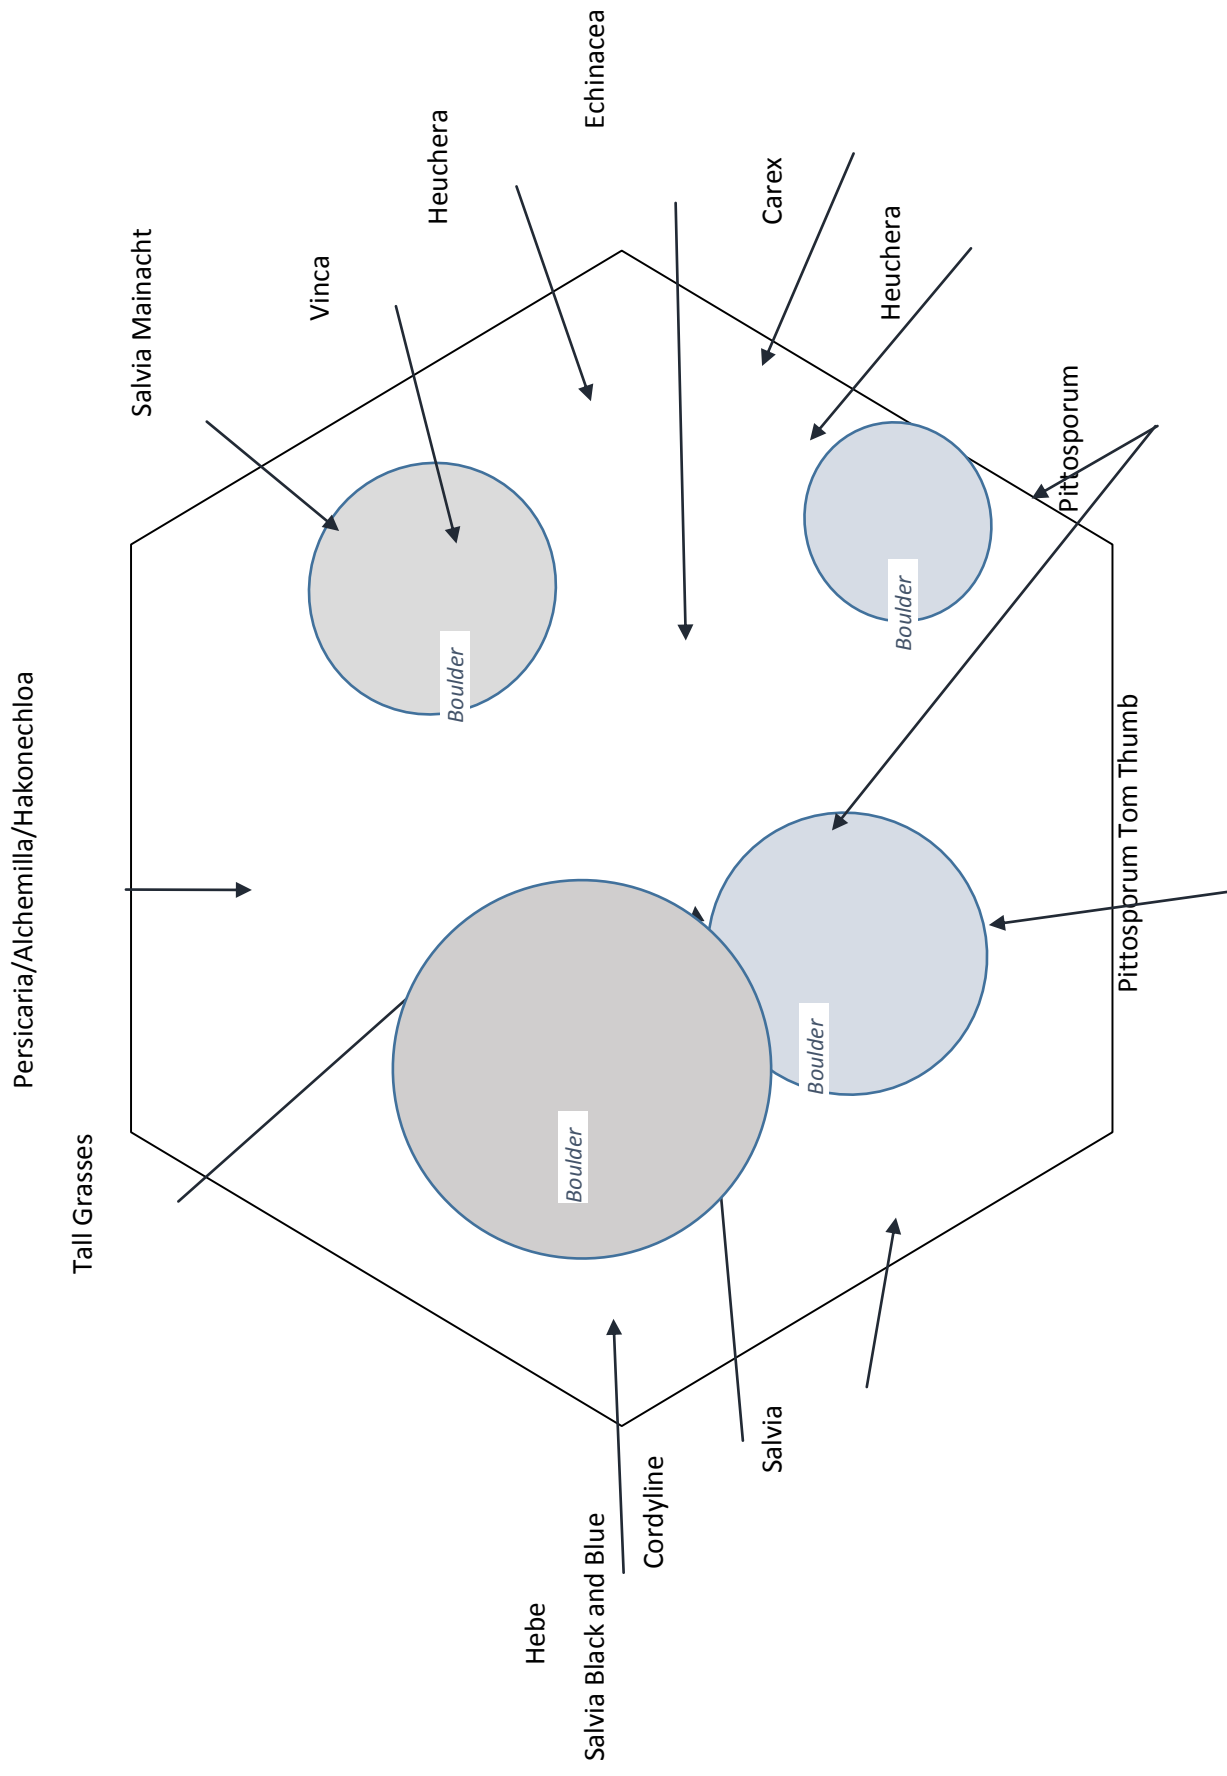 Persicaria/Alchemilla/Hakonechloa
Tall Grasses
Salvia Mainacht
Vinca
Heuchera
Boulder
Hebe
Boulder
Salvia Black and Blue
Echinacea
Cordyline
Salvia
Carex
Boulder
Heuchera
Boulder
Pittosporum
Pittosporum Tom Thumb